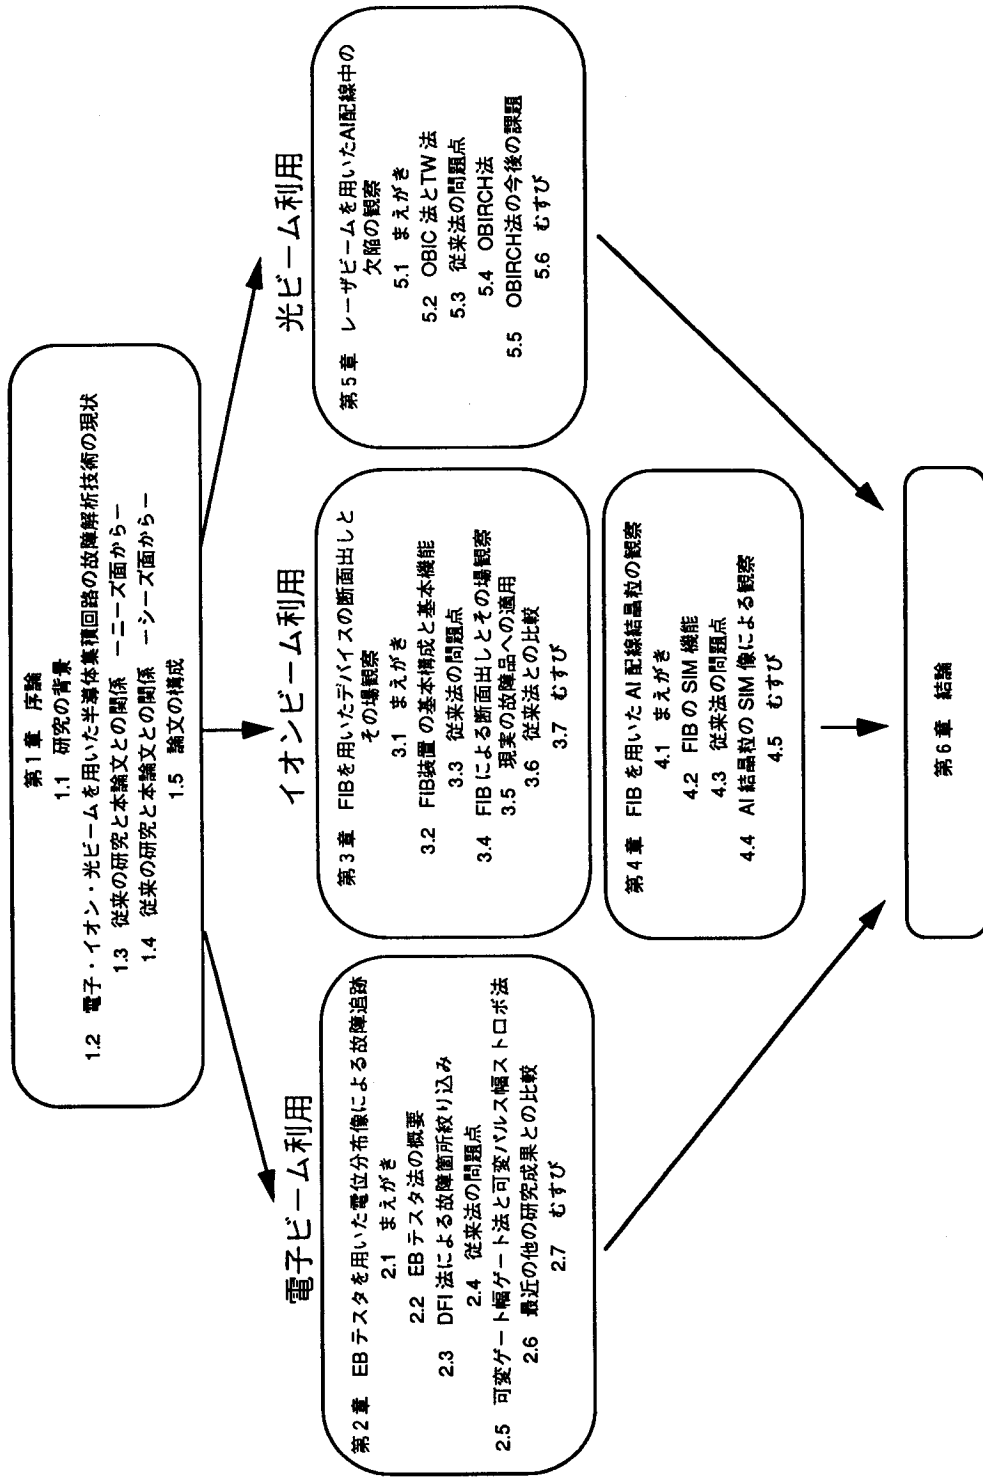 第1章 序論
1.1 研究の背景
1.2 電子・イオン・光ビームを用いた半導体集積回路の故障解析技術の現状
1.3 従来の研究と本論文との関係 ーニーズ面からー
1.4 従来の研究と本論文との関係 ーシーズ面からー
1.5 論文の構成
電子ビーム利用
第2章 EBテスタを用いた電位分布像による故障追跡
2.1 まえがき
2.2 EBテスタ法の概要
2.3 DFI法による故障箇所絞り込み
2.4 従来法の問題点
2.5 可変ゲート幅ゲート法と可変パルス幅ストロボ法
2.6 最近の他の研究成果との比較
2.7 むすび
イオンビーム利用
第3章 FIBを用いたデバイスの断面出しと
その場観察
3.1 まえがき
3.2 FIB装置の基本構成と基本機能
3.3 従来法の問題点
3.4 FIBによる断面出しとその場観察
3.5 現実の故障品への適用
3.6 従来法との比較
3.7 むすび
第4章 FIBを用いたAl配線結晶粒の観察
4.1 まえがき
4.2 FIBのSIM機能
4.3 従来法の問題点
4.4 Al結晶粒のSIM像による観察
4.5 むすび
光ビーム利用
第5章 レーザビームを用いたAl配線中の
欠陥の観察
5.1 まえがき
5.2 OBIC法とTW法
5.3 従来法の問題点
5.4 OBIRCH法
5.5 OBIRCH法の今後の課題
5.6 むすび
第6章 結論